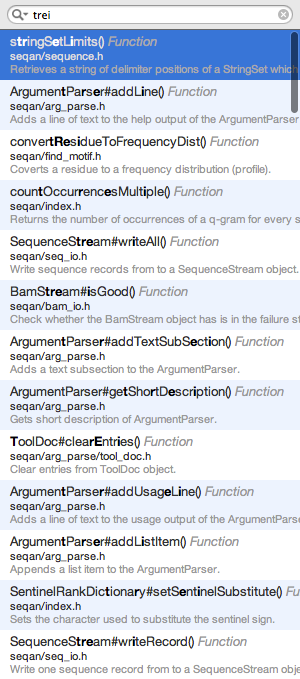 trei
stringSetLimits() Function
seqan/sequence.h
Retrieves a string of delimiter positions of a StringSet which
ArgumentParser#addLine() Function
seqan/arg_parse.h
Adds a line of text to the help output of the ArgumentParser
convertResidueToFrequencyDist() Function
seqan/find_motif.h
Coverts a residue to a frequency distribution (profile).
countOccurrencesMultiple() Function
seqan/index.h
Returns the number of occurrences of a q-gram for every s
SequenceStream#writeAll() Function
seqan/seq_io.h
Write sequence records from to a SequenceStream object.
BamStream#isGood() Function
seqan/bam_io.h
Check whether the BamStream object has is in the failure st
ArgumentParser#addTextSubSection() Function
seqan/arg_parse.h
Adds a text subsection to the ArgumentParser.
ArgumentParser#getShortDescription() Function
seqan/arg_parse.h
Gets short description of ArgumentParser.
ToolDoc#clearEntries() Function
seqan/arg_parse/tool_doc.h
Clear entries from ToolDoc object.
ArgumentParser#addUsageLine() Function
seqan/arg_parse.h
Adds a line of text to the usage output of the ArgumentPars
ArgumentParser#addListItem() Function
seqan/arg_parse.h
Appends a list item to the ArgumentParser.
SentinelRankDictionary#setSentinelSubstitute() Fun
seqan/index.h
Sets the character used to substitute the sentinel sign.
SequenceStream#writeRecord() Function
seqan/seq_io.h
Write one sequence record from to a SequenceStream obje